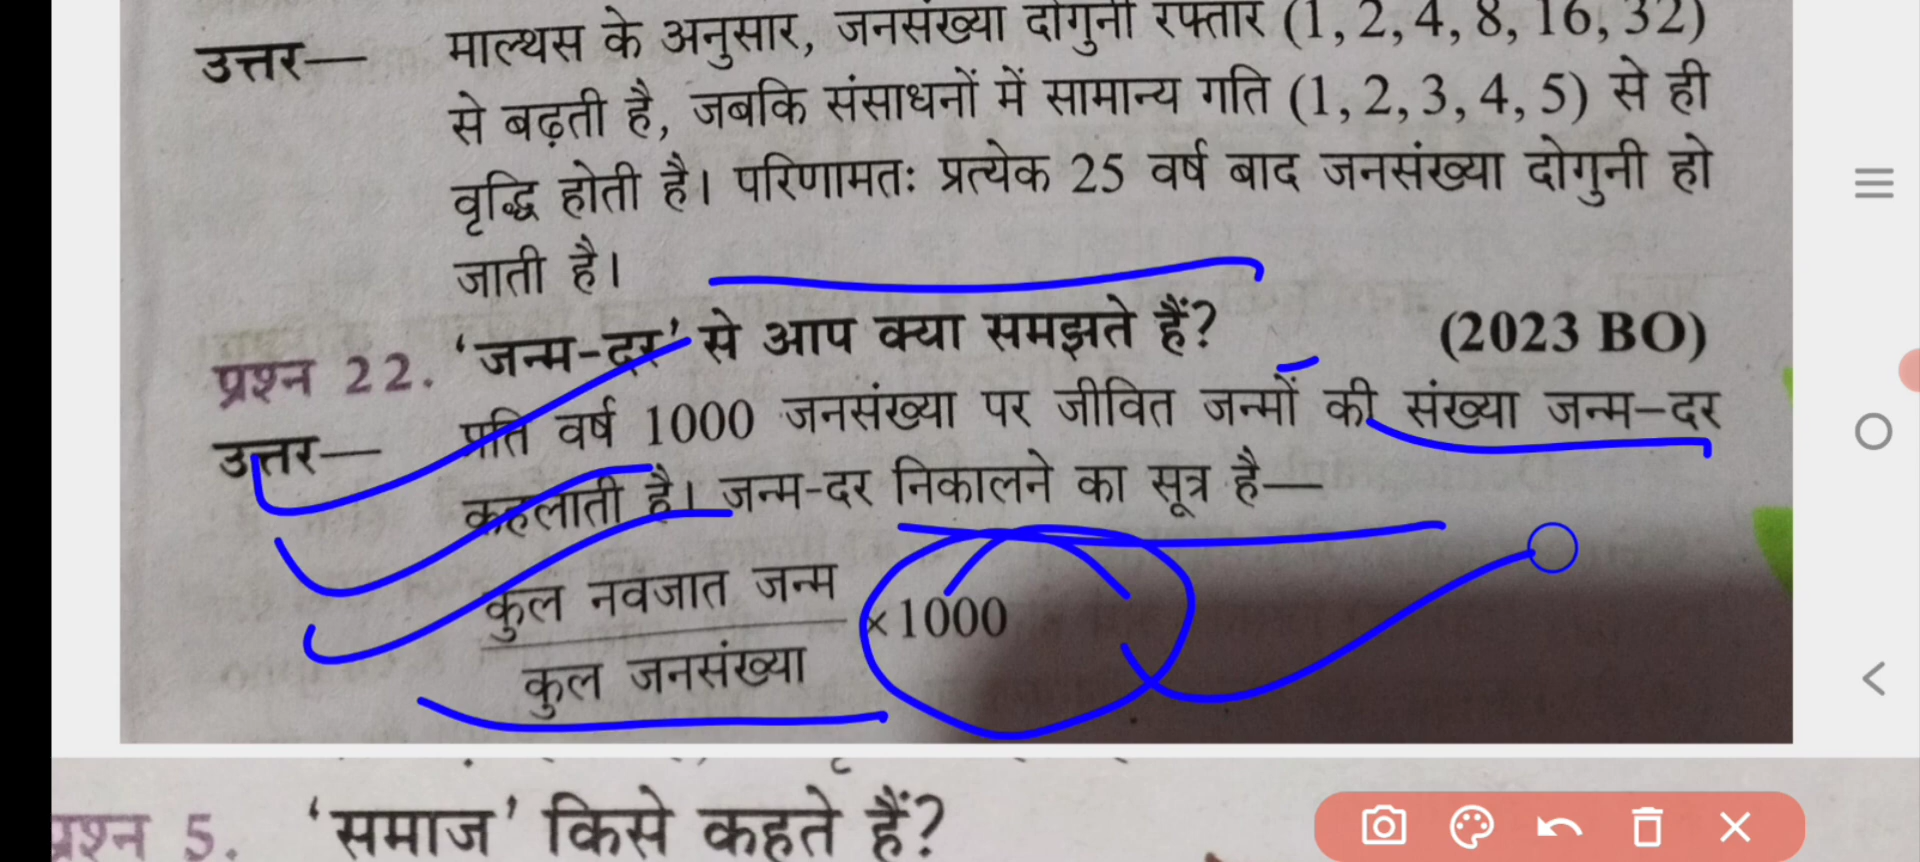 उत्तर— माल्थस के अनुसार, जनसंख्या दोगुनी रफ्तार (1, 2, 4, 8, 16, 32)
से बढ़ती है, जबकि संसाधनों में सामान्य गति (1, 2, 3, 4, 5) से ही
वृद्धि होती है। परिणामतः प्रत्येक 25 वर्ष बाद जनसंख्या दोगुनी हो
जाती है।
प्रश्न 22. 'जन्म-दर' से आप क्या समझते हैं? (2023 BO)
उत्तर— प्रति वर्ष 1000 जनसंख्या पर जीवित जन्मों की संख्या जन्म-दर
कहलाती है। जन्म-दर निकालने का सूत्र है—
कुल नवजात जन्म
×1000
कुल जनसंख्या
प्रश्न 5. 'समाज' किसे कहते हैं?